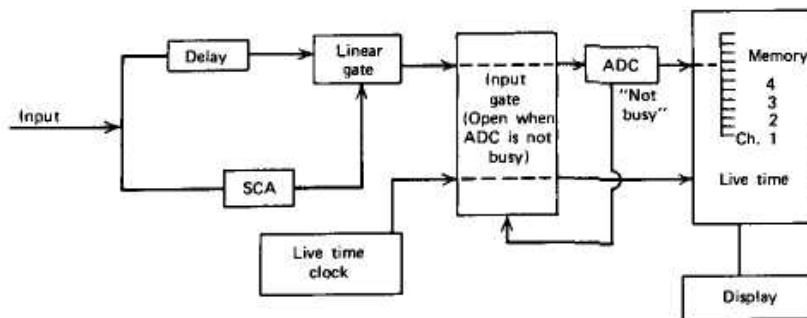 Input
Delay
Linear
gate
SCA
Live time
clock
Input
gate
(Open when
ADC is not
busy)
ADC
"Not
busy"
Memory
4
3
2
Ch. 1
Live time
Display